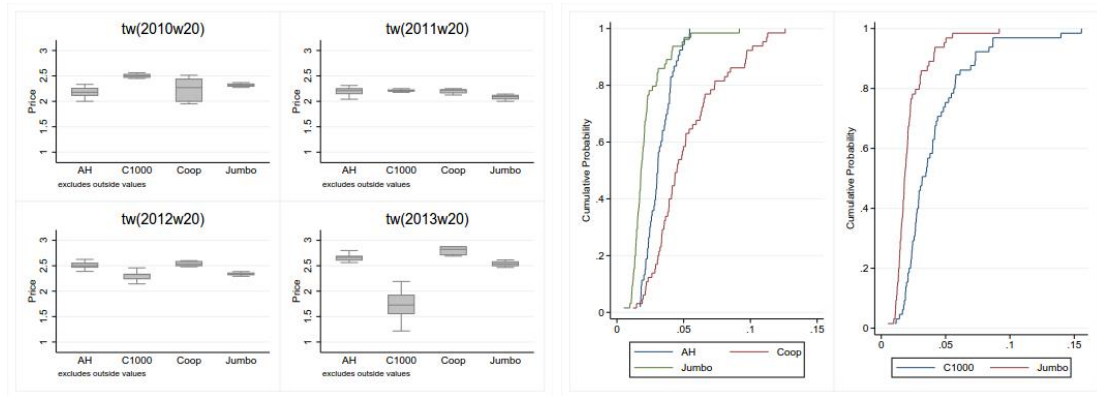 tw(2010w20)
Price
3
2.5
2
1.5
1
AH C1000 Coop Jumbo
excludes outside values
tw(2011w20)
Price
3
2.5
2
1.5
1
AH C1000 Coop Jumbo
excludes outside values
tw(2012w20)
Price
3
2.5
2
1.5
1
AH C1000 Coop Jumbo
excludes outside values
tw(2013w20)
Price
3
2.5
2
1.5
1
AH C1000 Coop Jumbo
excludes outside values
Cumulative Probability
1
.8
.6
.4
.2
0
0 .05 .1 .15
AH Coop
Jumbo
Cumulative Probability
1
.8
.6
.4
.2
0
0 .05 .1 .15
C1000 Jumbo